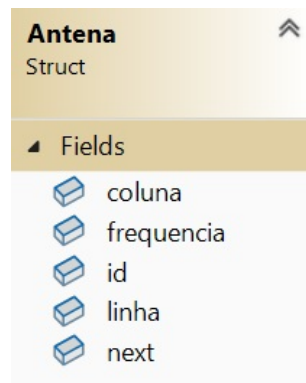 Antena
Struct
Fields
coluna
frequencia
id
linha
next